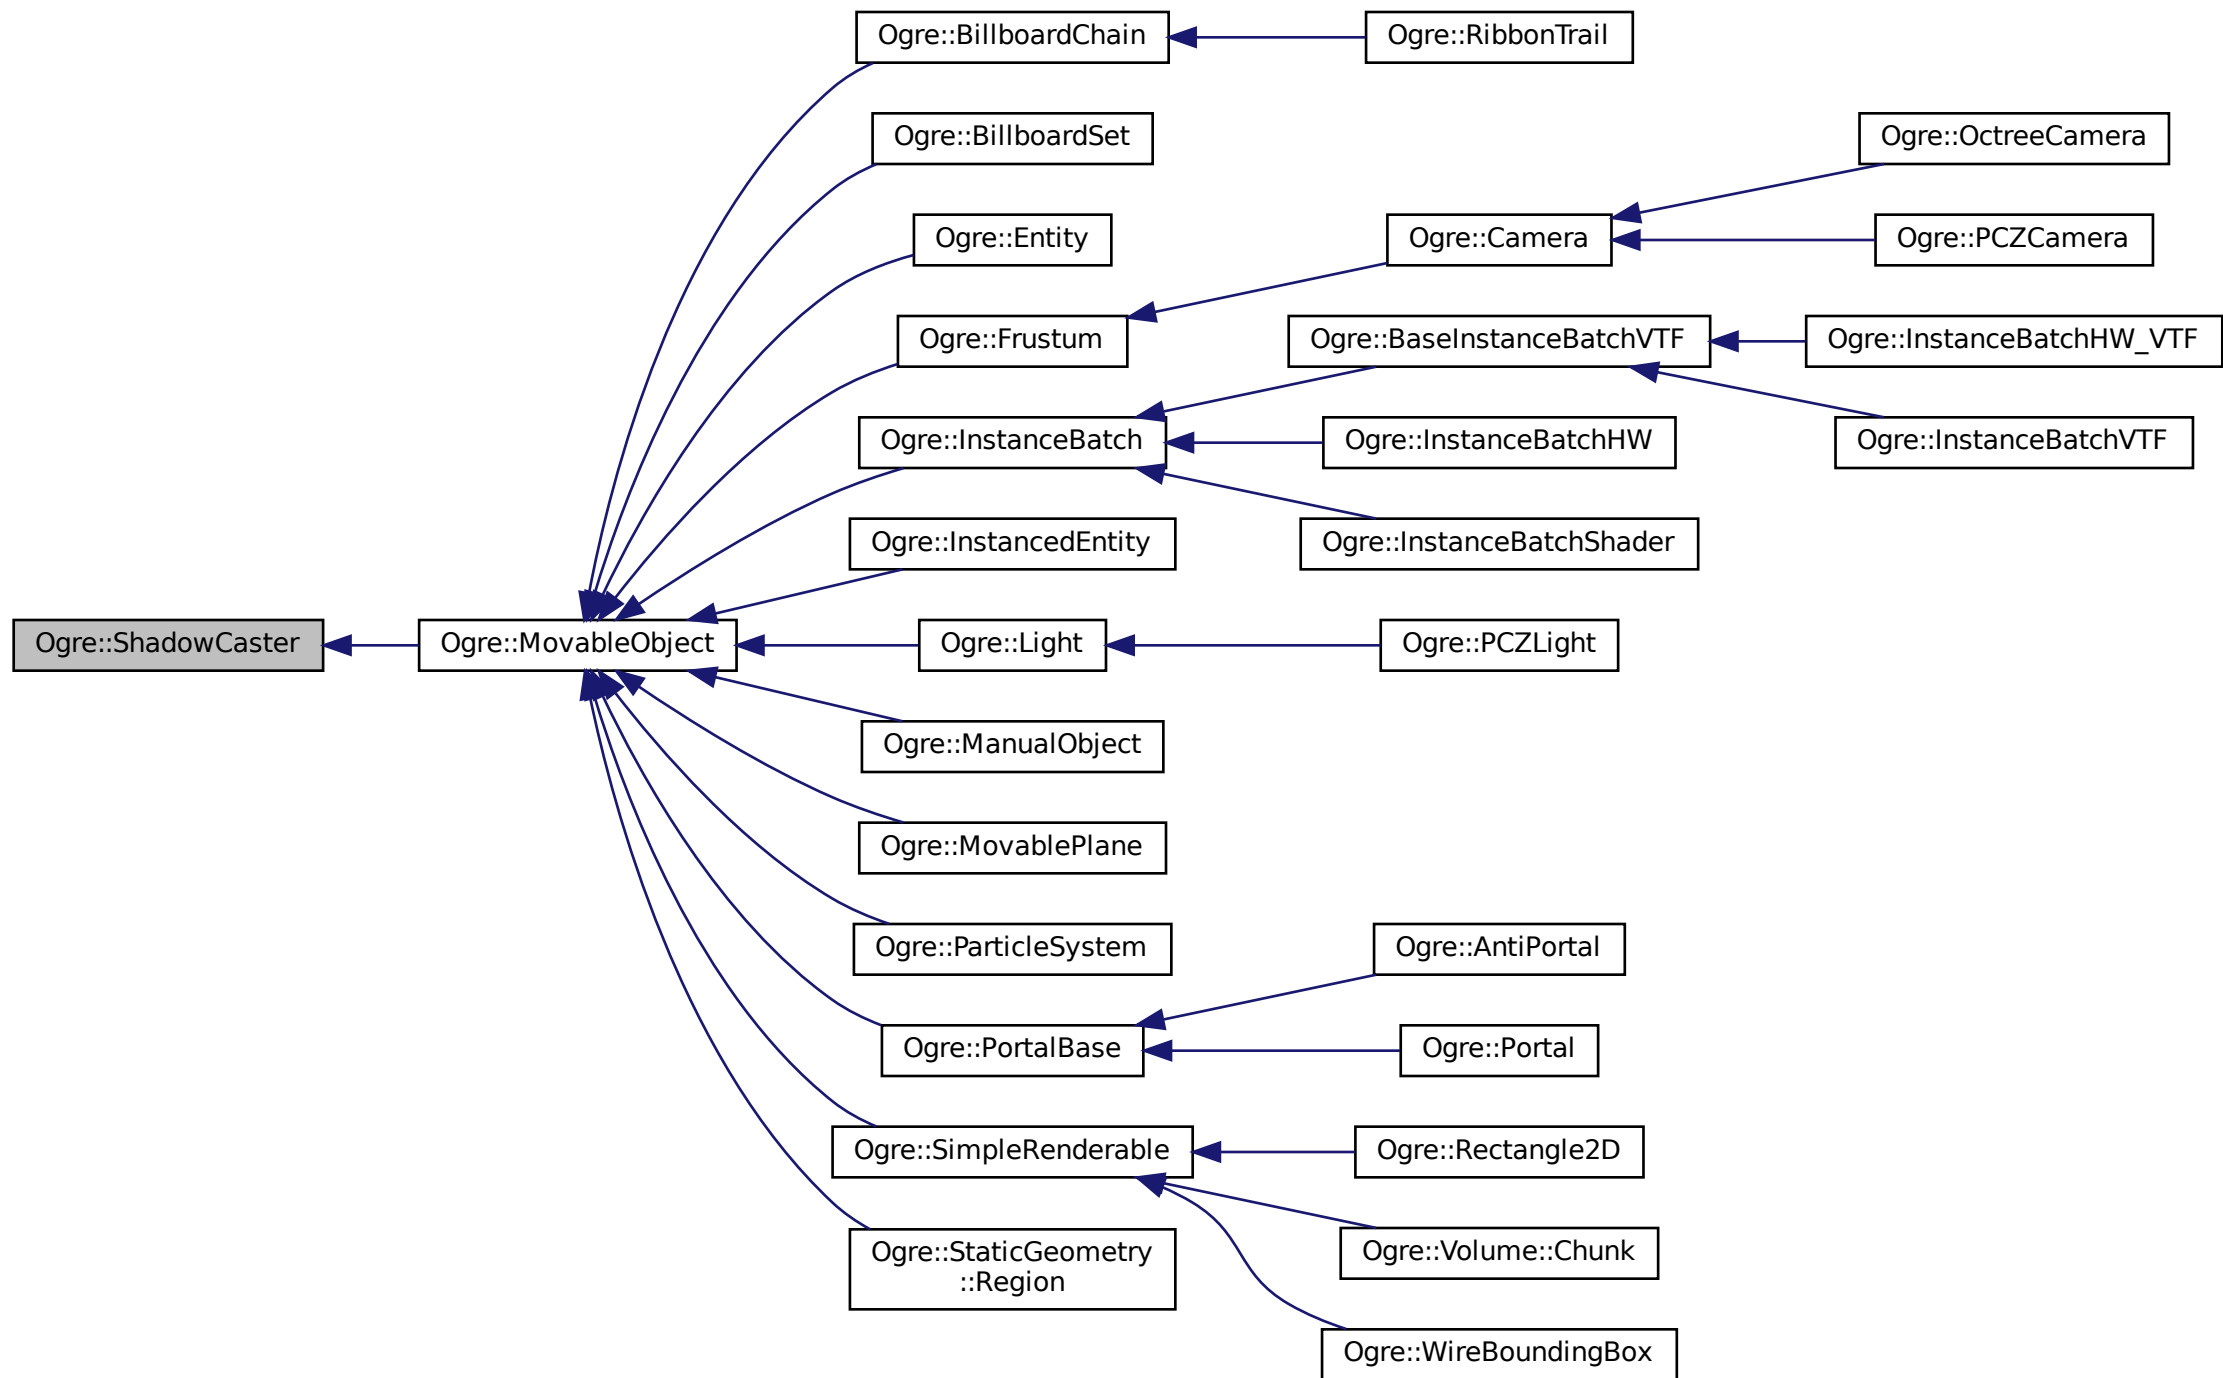 Ogre::BillboardChain
Ogre::RibbonTrail
Ogre::BillboardSet
Ogre::OctreeCamera
Ogre::Entity
Ogre::Camera
Ogre::PCZCamera
Ogre::Frustum
Ogre::BaseInstanceBatchVTF
Ogre::InstanceBatchHW_VTF
Ogre::InstanceBatch
Ogre::InstanceBatchHW
Ogre::InstanceBatchVTF
Ogre::InstancedEntity
Ogre::InstanceBatchShader
Ogre::ShadowCaster
Ogre::MovableObject
Ogre::Light
Ogre::PCZLight
Ogre::ManualObject
Ogre::MovablePlane
Ogre::ParticleSystem
Ogre::AntiPortal
Ogre::PortalBase
Ogre::Portal
Ogre::SimpleRenderable
Ogre::Rectangle2D
Ogre::StaticGeometry
::Region
Ogre::Volume::Chunk
Ogre::WireBoundingBox